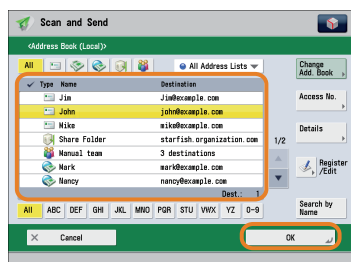 Scan and Send
<Address Book (Local)>
All
All Address Lists
Change
Add. Book
Type Name Destination
Jim Jim@example.com
John john@example.com
Mike mike@example.com
Share Folder starfish.organization.com
Manual team 3 destinations
Mark mark@example.com
Nancy nancy@example.com
Dest.: 1
1/2
Access No.
Details
Register
/Edit
All ABC DEF GHI JKL MNO PQR STU VWX YZ 0-9
Search by
Name
Cancel
OK